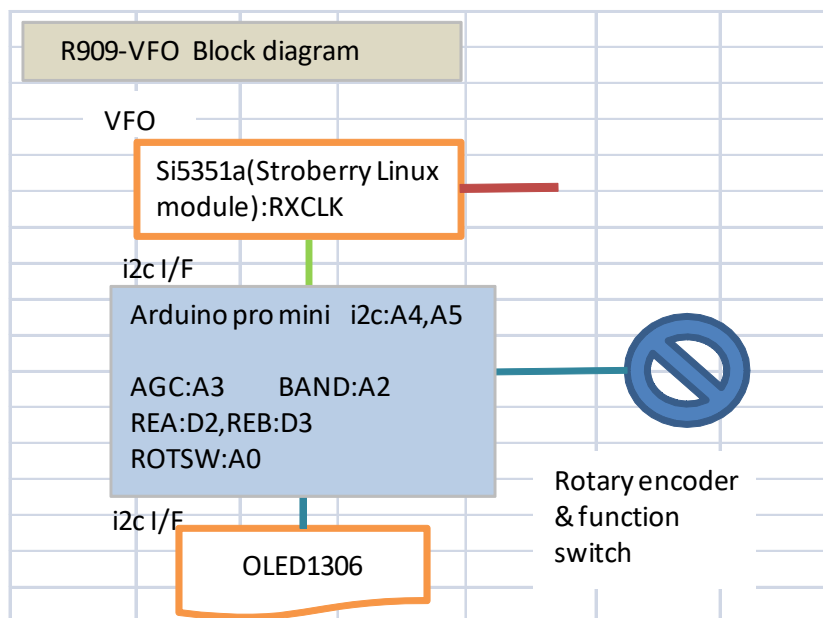 R909-VFO Block diagram
VFO
Si5351a(Stroberry Linux
module):RXCLK
i2c I/F
Arduino pro mini i2c:A4,A5
AGC:A3 BAND:A2
REA:D2,REB:D3
ROTSW:A0
i2c I/F
OLED1306
Rotary encoder
& function
switch